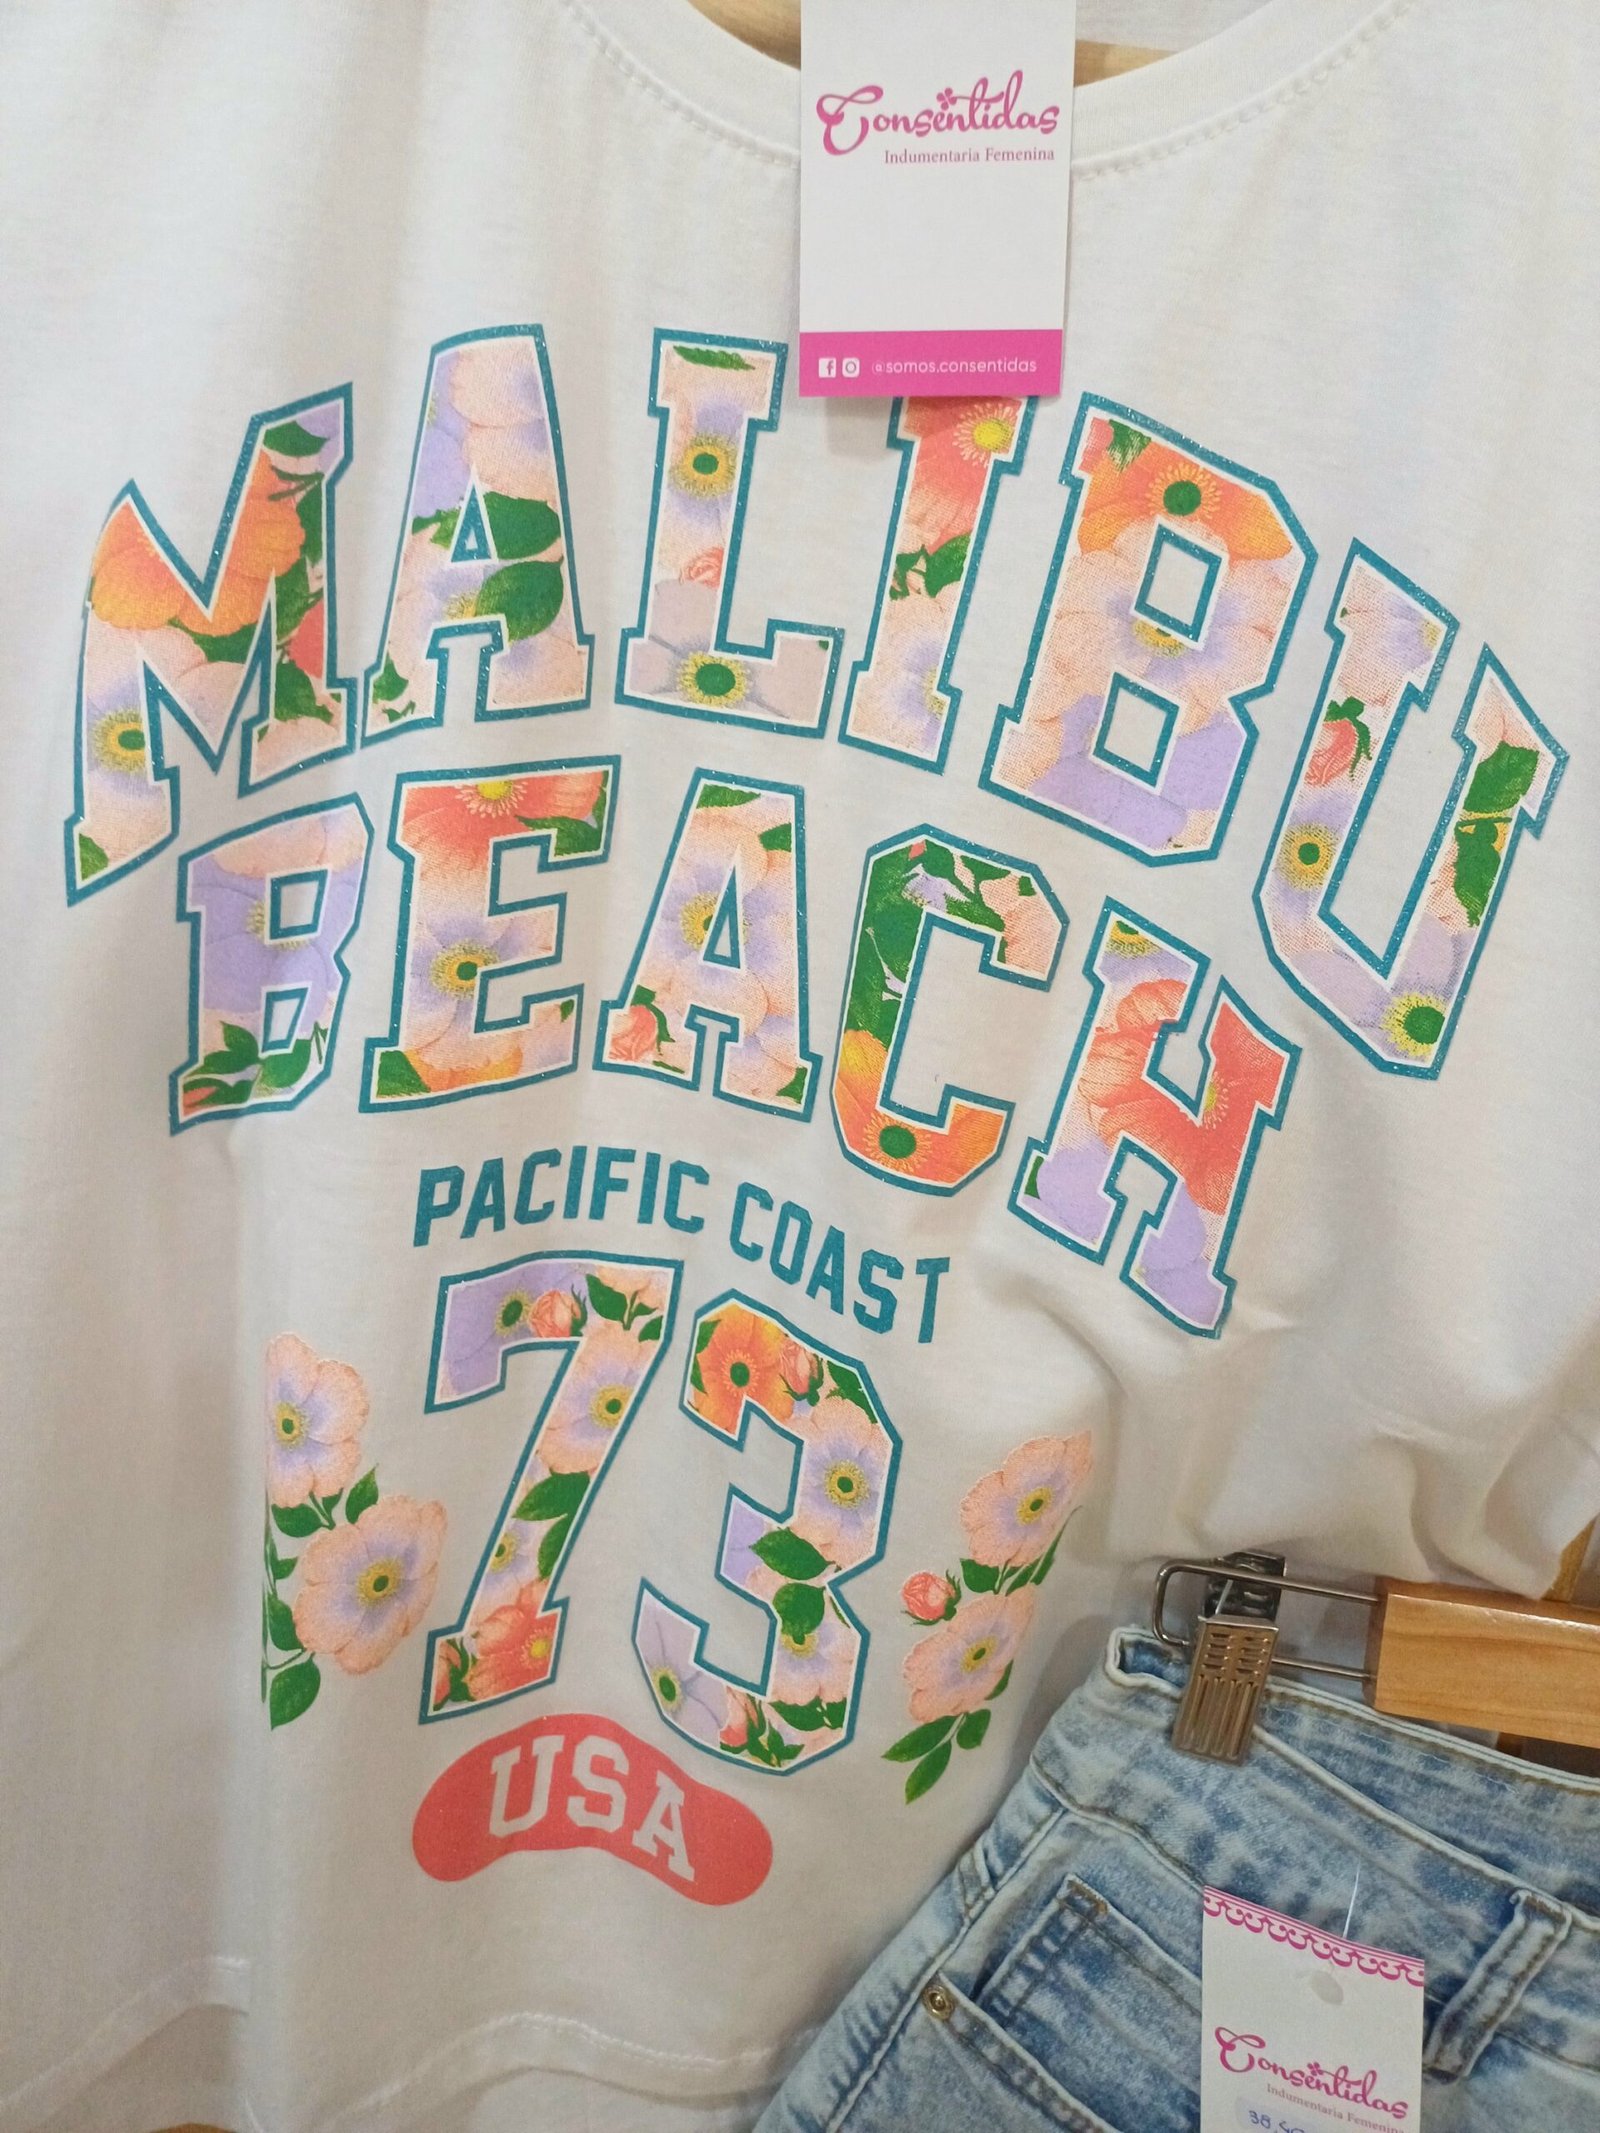 Consentidas
Indumentaria Femenina
@somos.consentidas
MALIBU
BEACH
PACIFIC COAST
73
USA
Consentidas
Indumentaria Femenina